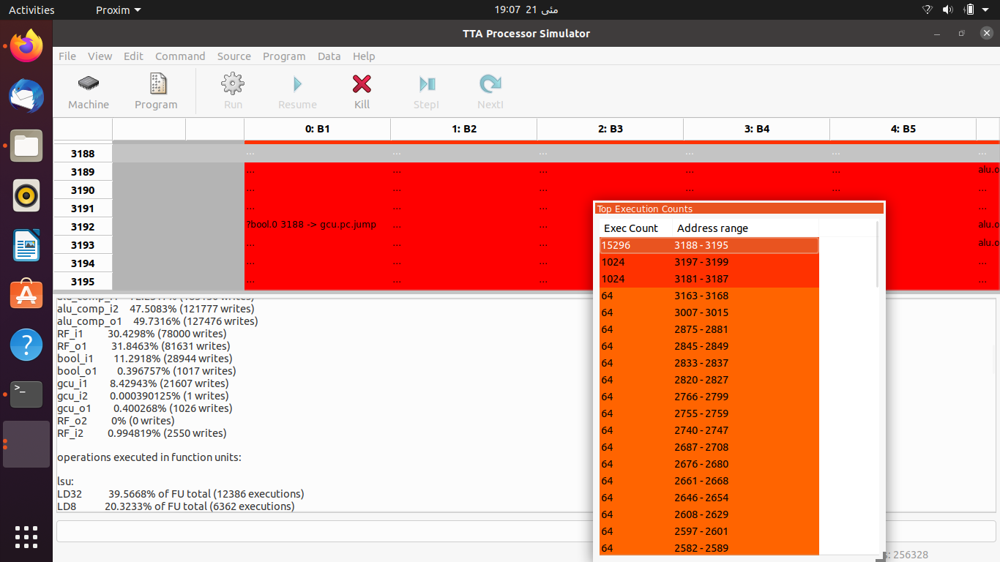 Activities Proxim 19:07 21 مئی
TTA Processor Simulator
File View Edit Command Source Program Data Help
Machine Program Run Resume Kill StepI NextI
0: B1 1: B2 2: B3 3: B4 4: B5
3188 ... ... ... ... ... ...
3189 ... ... ... ... ... alu.o
3190 ... ... ... ... ... ...
3191 ... ... ... ...
3192 ?bool:0 3188 -> gcu.pc.jump ... ... alu.o
3193 ... ... ... alu.o
3194 ... ... ... ...
3195 ... ... ... ...
alu_comp_i2 47.5083% (121777 writes)
alu_comp_o1 49.7316% (127476 writes)
RF_i1 30.4298% (78000 writes)
RF_o1 31.8463% (81631 writes)
bool_i1 11.2918% (28944 writes)
bool_o1 0.396757% (1017 writes)
gcu_i1 8.42943% (21607 writes)
gcu_i2 0.000390125% (1 writes)
gcu_o1 0.400268% (1026 writes)
RF_o2 0% (0 writes)
RF_i2 0.994819% (2550 writes)
operations executed in function units:
lsu:
LD32 39.5668% of FU total (12386 executions)
LD8 20.3233% of FU total (6362 executions)
Top Execution Counts
Exec Count Address range
15296 3188 - 3195
1024 3197 - 3199
1024 3181 - 3187
64 3163 - 3168
64 3007 - 3015
64 2875 - 2881
64 2845 - 2849
64 2833 - 2837
64 2820 - 2827
64 2766 - 2799
64 2755 - 2759
64 2740 - 2747
64 2687 - 2708
64 2676 - 2680
64 2661 - 2668
64 2646 - 2654
64 2608 - 2629
64 2597 - 2601
64 2582 - 2589
s: 256328